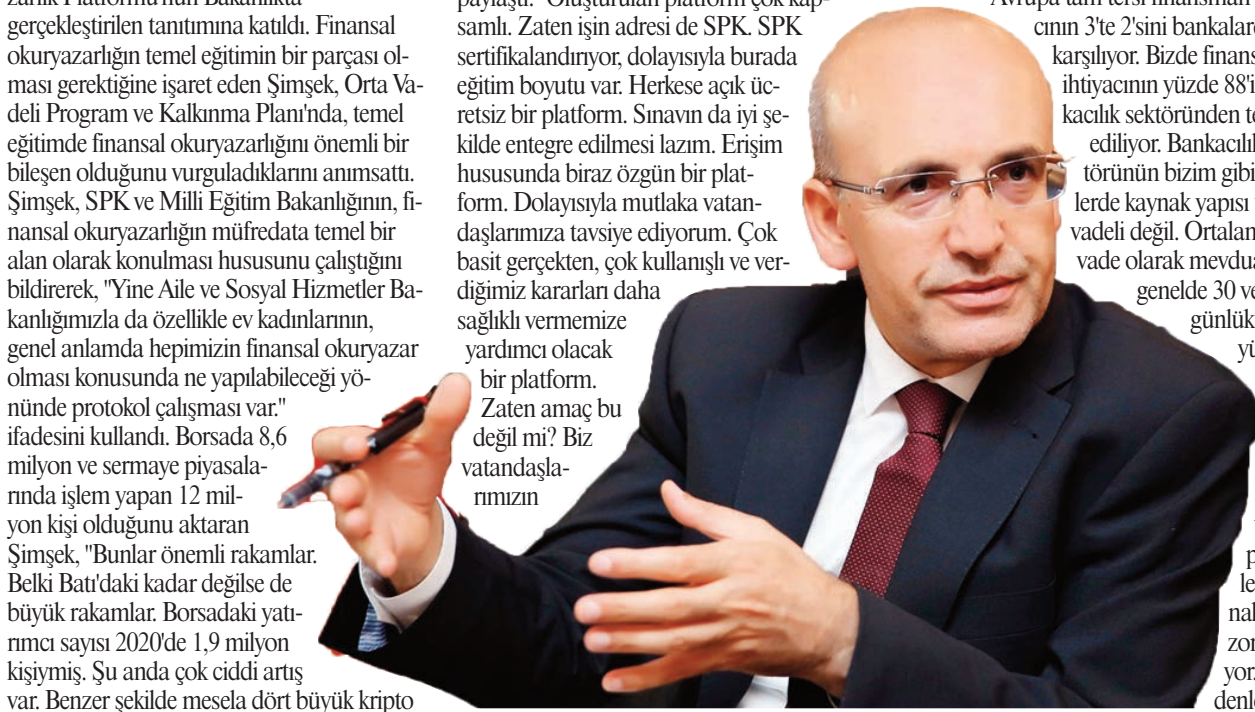 zarlık Platformu'nun Bakanlıkta
gerçekleştirilen tanıtımına katıldı. Finansal
okuryazarlığın temel eğitimin bir parçası ol-
ması gerektiğine işaret eden Şimşek, Orta Va-
deli Program ve Kalkınma Planı'nda, temel
eğitimde finansal okuryazarlığını önemli bir
bileşen olduğunu vurguladıklarını anımsattı.
Şimşek, SPK ve Milli Eğitim Bakanlığının, fi-
nansal okuryazarlığın müfredata temel bir
alan olarak konulması hususunu çalıştığını
bildirerek, "Yine Aile ve Sosyal Hizmetler Ba-
kanlığımızla da özellikle ev kadınlarının,
genel anlamda hepimizin finansal okuryazar
olması konusunda ne yapılabileceği yö-
nünde protokol çalışması var."
ifadesini kullandı. Borsada 8,6
milyon ve sermaye piyasala-
rında işlem yapan 12 mil-
yon kişi olduğunu aktaran
Şimşek, "Bunlar önemli rakamlar.
Belki Batı'daki kadar değilse de
büyük rakamlar. Borsadaki yatı-
rımcı sayısı 2020'de 1,9 milyon
kişiymiş. Şu anda çok ciddi artış
var. Benzer şekilde mesela dört büyük kripto
paylaştı: "Oluşturulan platform çok kap-
samlı. Zaten işin adresi de SPK. SPK
sertifikalandırıyor, dolayısıyla burada
eğitim boyutu var. Herkese açık üc-
retsiz bir platform. Sınavın da iyi şe-
kilde entegre edilmesi lazım. Erişim
hususunda biraz özgün bir plat-
form. Dolayısıyla mutlaka vatan-
daşlarımıza tavsiye ediyorum. Çok
basit gerçekten, çok kullanışlı ve ver-
diğimiz kararları daha
sağlıklı vermemize
yardımcı olacak
bir platform.
Zaten amaç bu
değil mi? Biz
vatandaşla-
rımızın
Avrupa tam tersi finansman
cının 3'te 2'sini bankalar
karşılıyor. Bizde finans
ihtiyacının yüzde 88'i
kacılık sektöründen te
ediliyor. Bankacılık
törünün bizim gibi
lerde kaynak yapısı
vadeli değil. Ortalan
vade olarak mevdua
genelde 30 ve
günlük
yü
p
le
nal
zor
yor.
denle